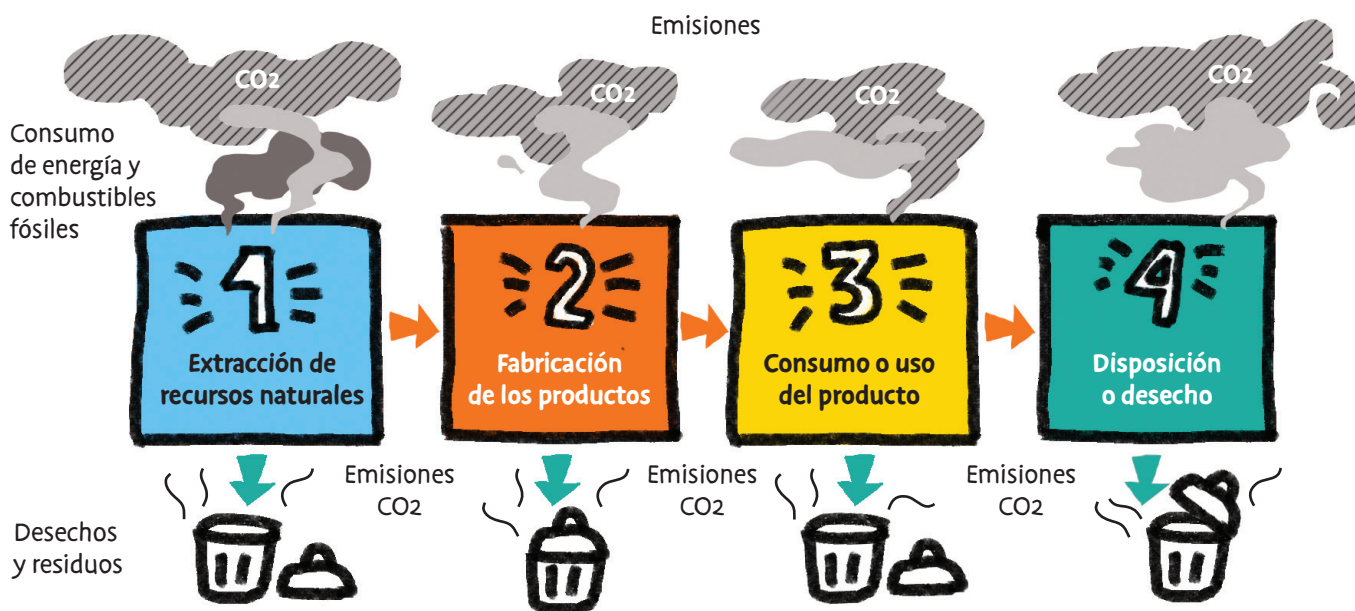 Emisiones
CO2
CO2
CO2
CO2
Consumo
de energía y
combustibles
fósiles
1
Extracción de
recursos naturales
2
Fabricación
de los productos
3
Consumo o uso
del producto
4
Disposición
o desecho
Emisiones
CO2
Emisiones
CO2
Emisiones
CO2
Desechos
y residuos